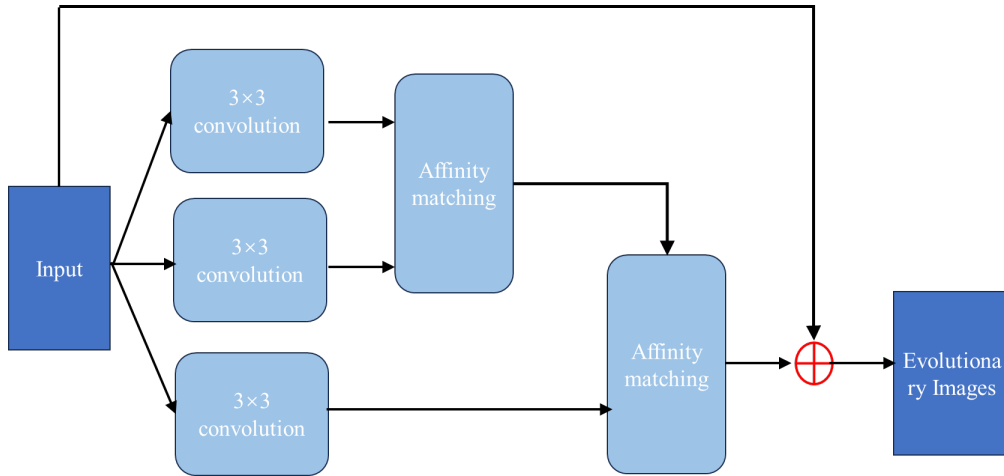 3×3
convolution
Affinity
matching
Input
3×3
convolution
Affinity
matching
Evolutiona
ry Images
3×3
convolution